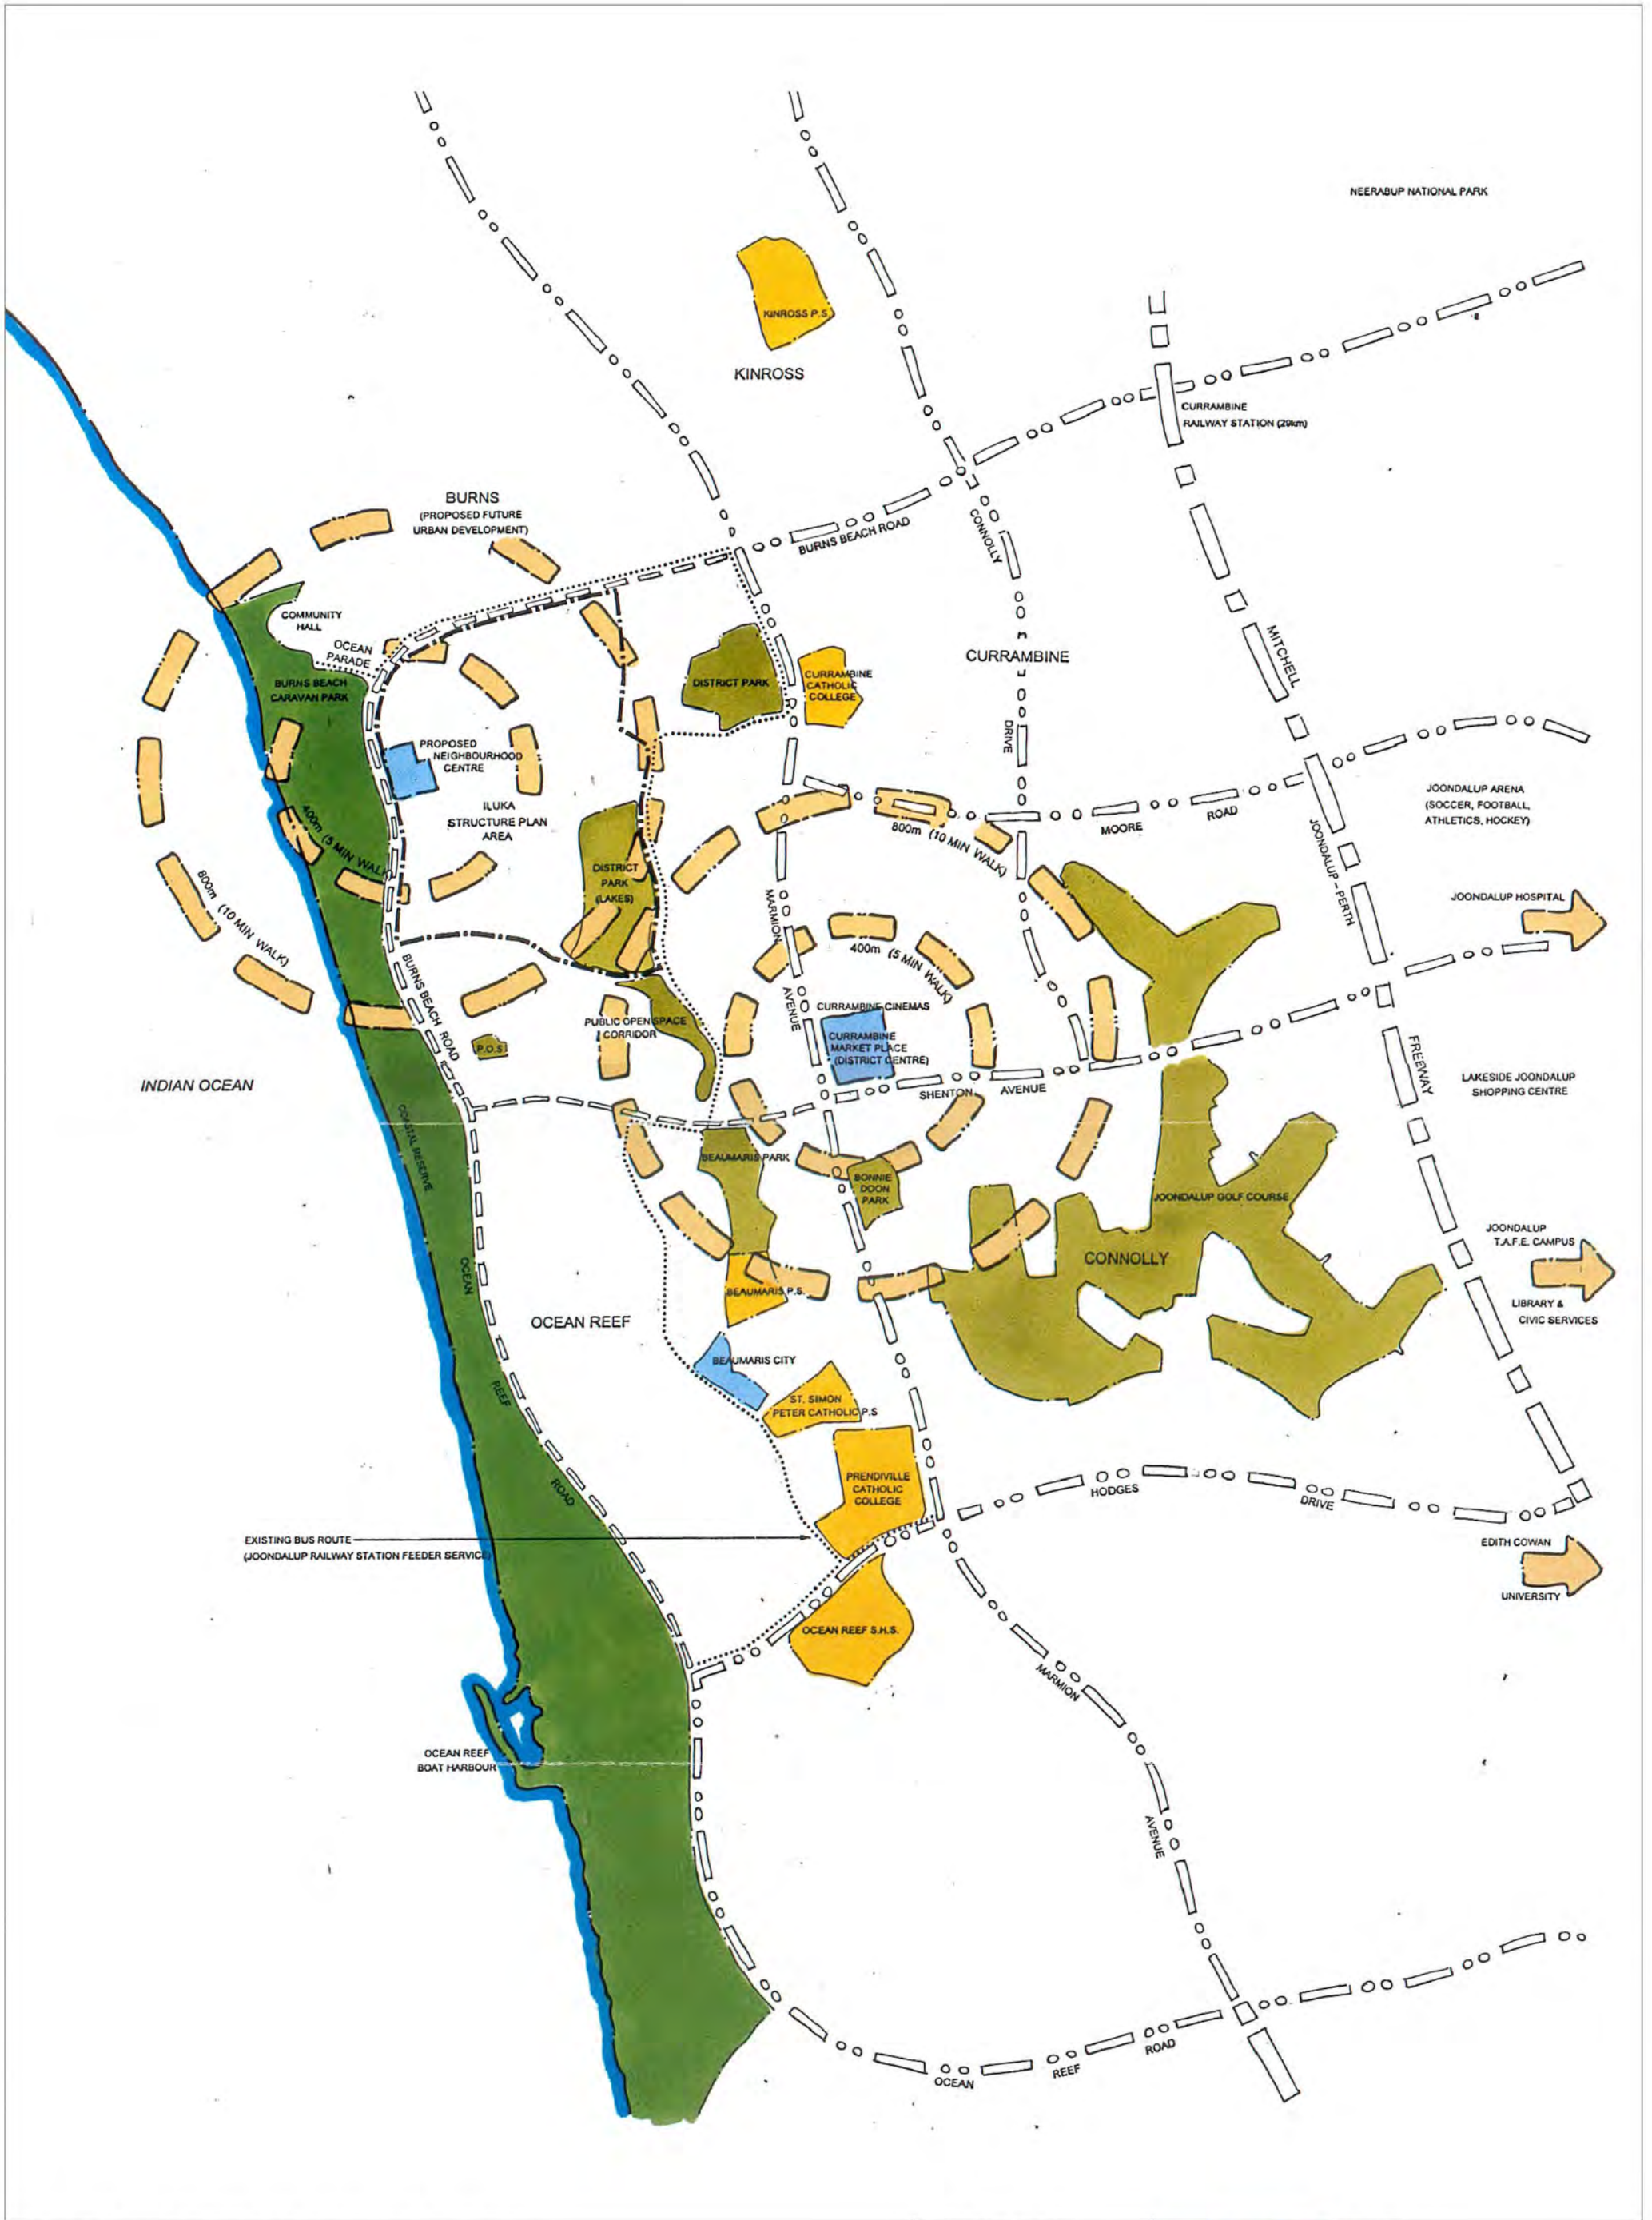 NEERABUP NATIONAL PARK
KINROSS P.S.
KINROSS
CURRAMBINE
RAILWAY STATION (29km)
BURNS
(PROPOSED FUTURE
URBAN DEVELOPMENT)
BURNS BEACH ROAD
CONNOLLY
COMMUNITY
HALL
OCEAN
PARADE
BURNS BEACH
CARAVAN PARK
DISTRICT PARK
CURRAMBINE
CATHOLIC
COLLEGE
CURRAMBINE
MITCHELL
DRIVE
PROPOSED
NEIGHBOURHOOD
CENTRE
ILUKA
STRUCTURE PLAN
AREA
400m (5 MIN WALK)
800m (10 MIN WALK)
MOORE
ROAD
JOONDALUP ARENA
(SOCCER, FOOTBALL,
ATHLETICS, HOCKEY)
JOONDALUP - PERTH
DISTRICT
PARK
(LAKES)
800m (10 MIN WALK)
MARMION
JOONDALUP HOSPITAL
400m (5 MIN WALK)
BURNS BEACH ROAD
AVENUE
CURRAMBINE CINEMAS
PUBLIC OPEN SPACE
CORRIDOR
P.O.S
CURRAMBINE
MARKET PLACE
(DISTRICT CENTRE)
FREEWAY
INDIAN OCEAN
SHENTON
AVENUE
LAKESIDE JOONDALUP
SHOPPING CENTRE
COASTAL RESERVE
BEAUMARIS PARK
BONNIE
DOON
PARK
JOONDALUP GOLF COURSE
JOONDALUP
T.A.F.E. CAMPUS
CONNOLLY
OCEAN
BEAUMARIS P.S.
LIBRARY &
CIVIC SERVICES
OCEAN REEF
BEAUMARIS CITY
REEF
ST. SIMON
PETER CATHOLIC P.S
PRENDIVILLE
CATHOLIC
COLLEGE
ROAD
HODGES
DRIVE
EXISTING BUS ROUTE
(JOONDALUP RAILWAY STATION FEEDER SERVICE)
EDITH COWAN
UNIVERSITY
OCEAN REEF S.H.S.
MARMION
OCEAN REEF
BOAT HARBOUR
AVENUE
OCEAN
REEF
ROAD